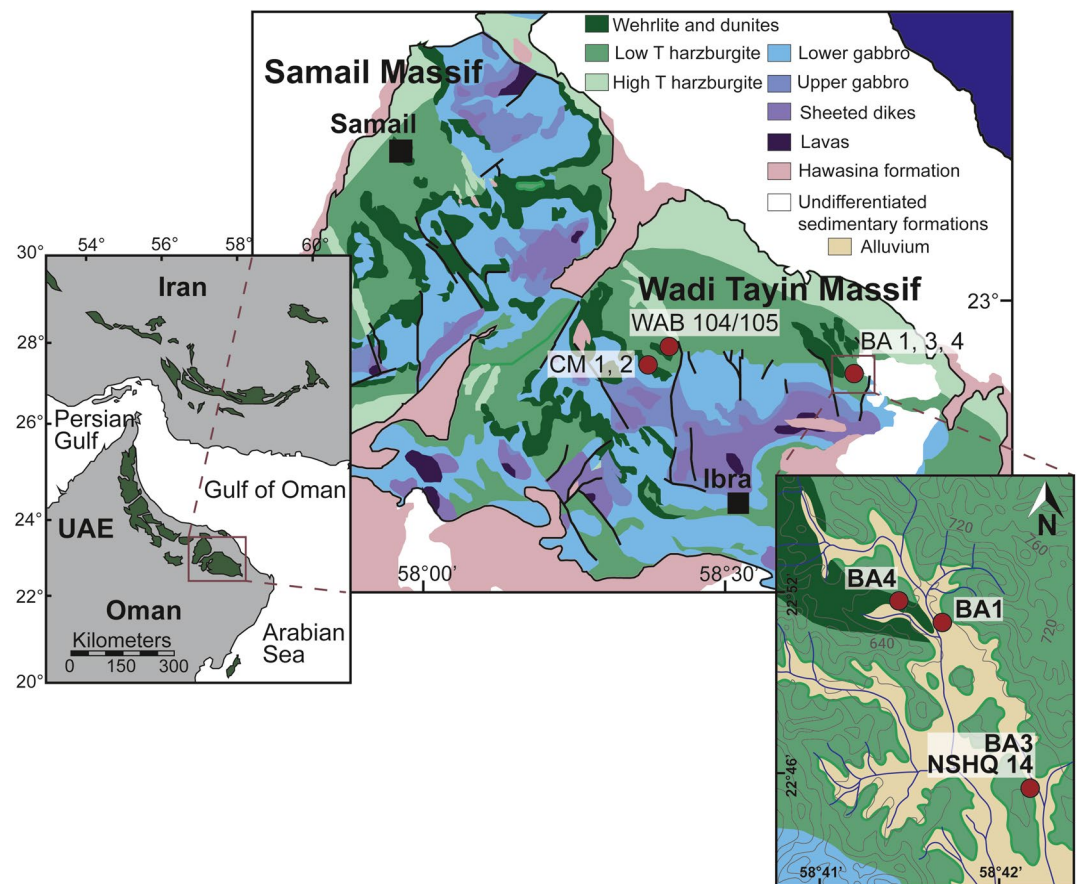 Wehrlite and dunites
Low T harzburgite
High T harzburgite
Lower gabbro
Upper gabbro
Sheeted dikes
Lavas
Hawasina formation
Undifferentiated
sedimentary formations
Alluvium
Samail Massif
Samail
Wadi Tayin Massif
WAB 104/105
CM 1, 2
BA 1, 3, 4
Ibra
23°
58°00’
58°30’
54°
56°
58°
60°
30°
28°
26°
24°
22°
20°
Iran
Persian
Gulf
Gulf of Oman
UAE
Oman
Arabian
Sea
Kilometers
0 150 300
N
720
760
720
640
BA4
BA1
BA3
NSHQ 14
22°52’
22°46’
58°41’
58°42’